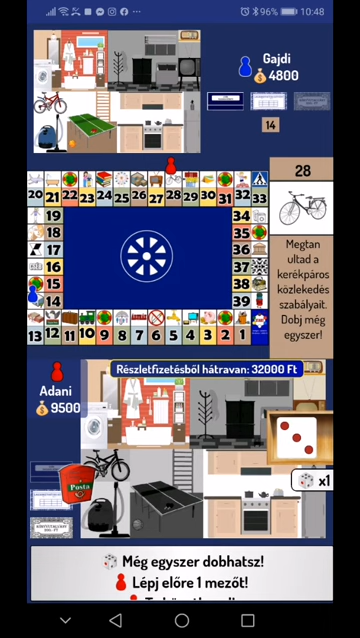 96% 10:48
Gajdi
4800
14
28
20 21 22 23 24 25 26 27 28 29 30 31 32 33
19 34
18 35
17 36
16 37
15 38
14 39
13 12 11 10 9 8 7 6 5 4 3 2 1
Megtan
ultad a
kerékpáros
közlekedés
szabályait.
Dobj még
egyszer!
Adani
9500
Részletfizetésből hátravan: 32000 Ft
Posta
x1
Még egyszer dobhatsz!
Lépj előre 1 mezőt!